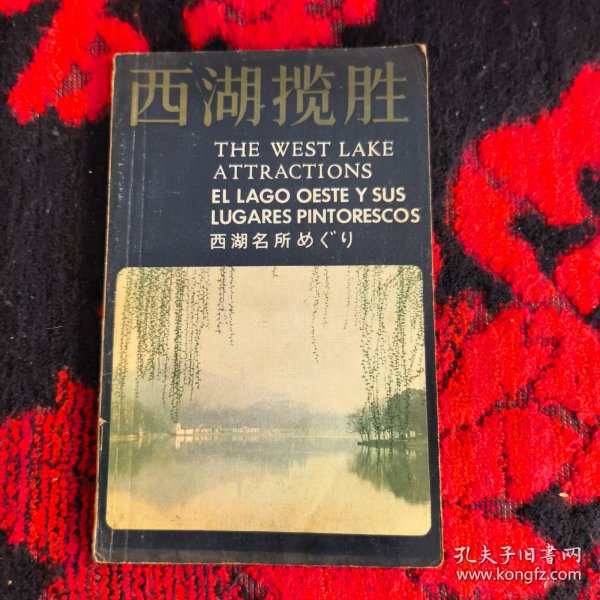 西湖揽胜
THE WEST LAKE
ATTRACTIONS
EL LAGO OESTE Y SUS
LUGARES PINTORESCOS
西湖名所めぐり
孔夫子旧書网
www.kongfz.com